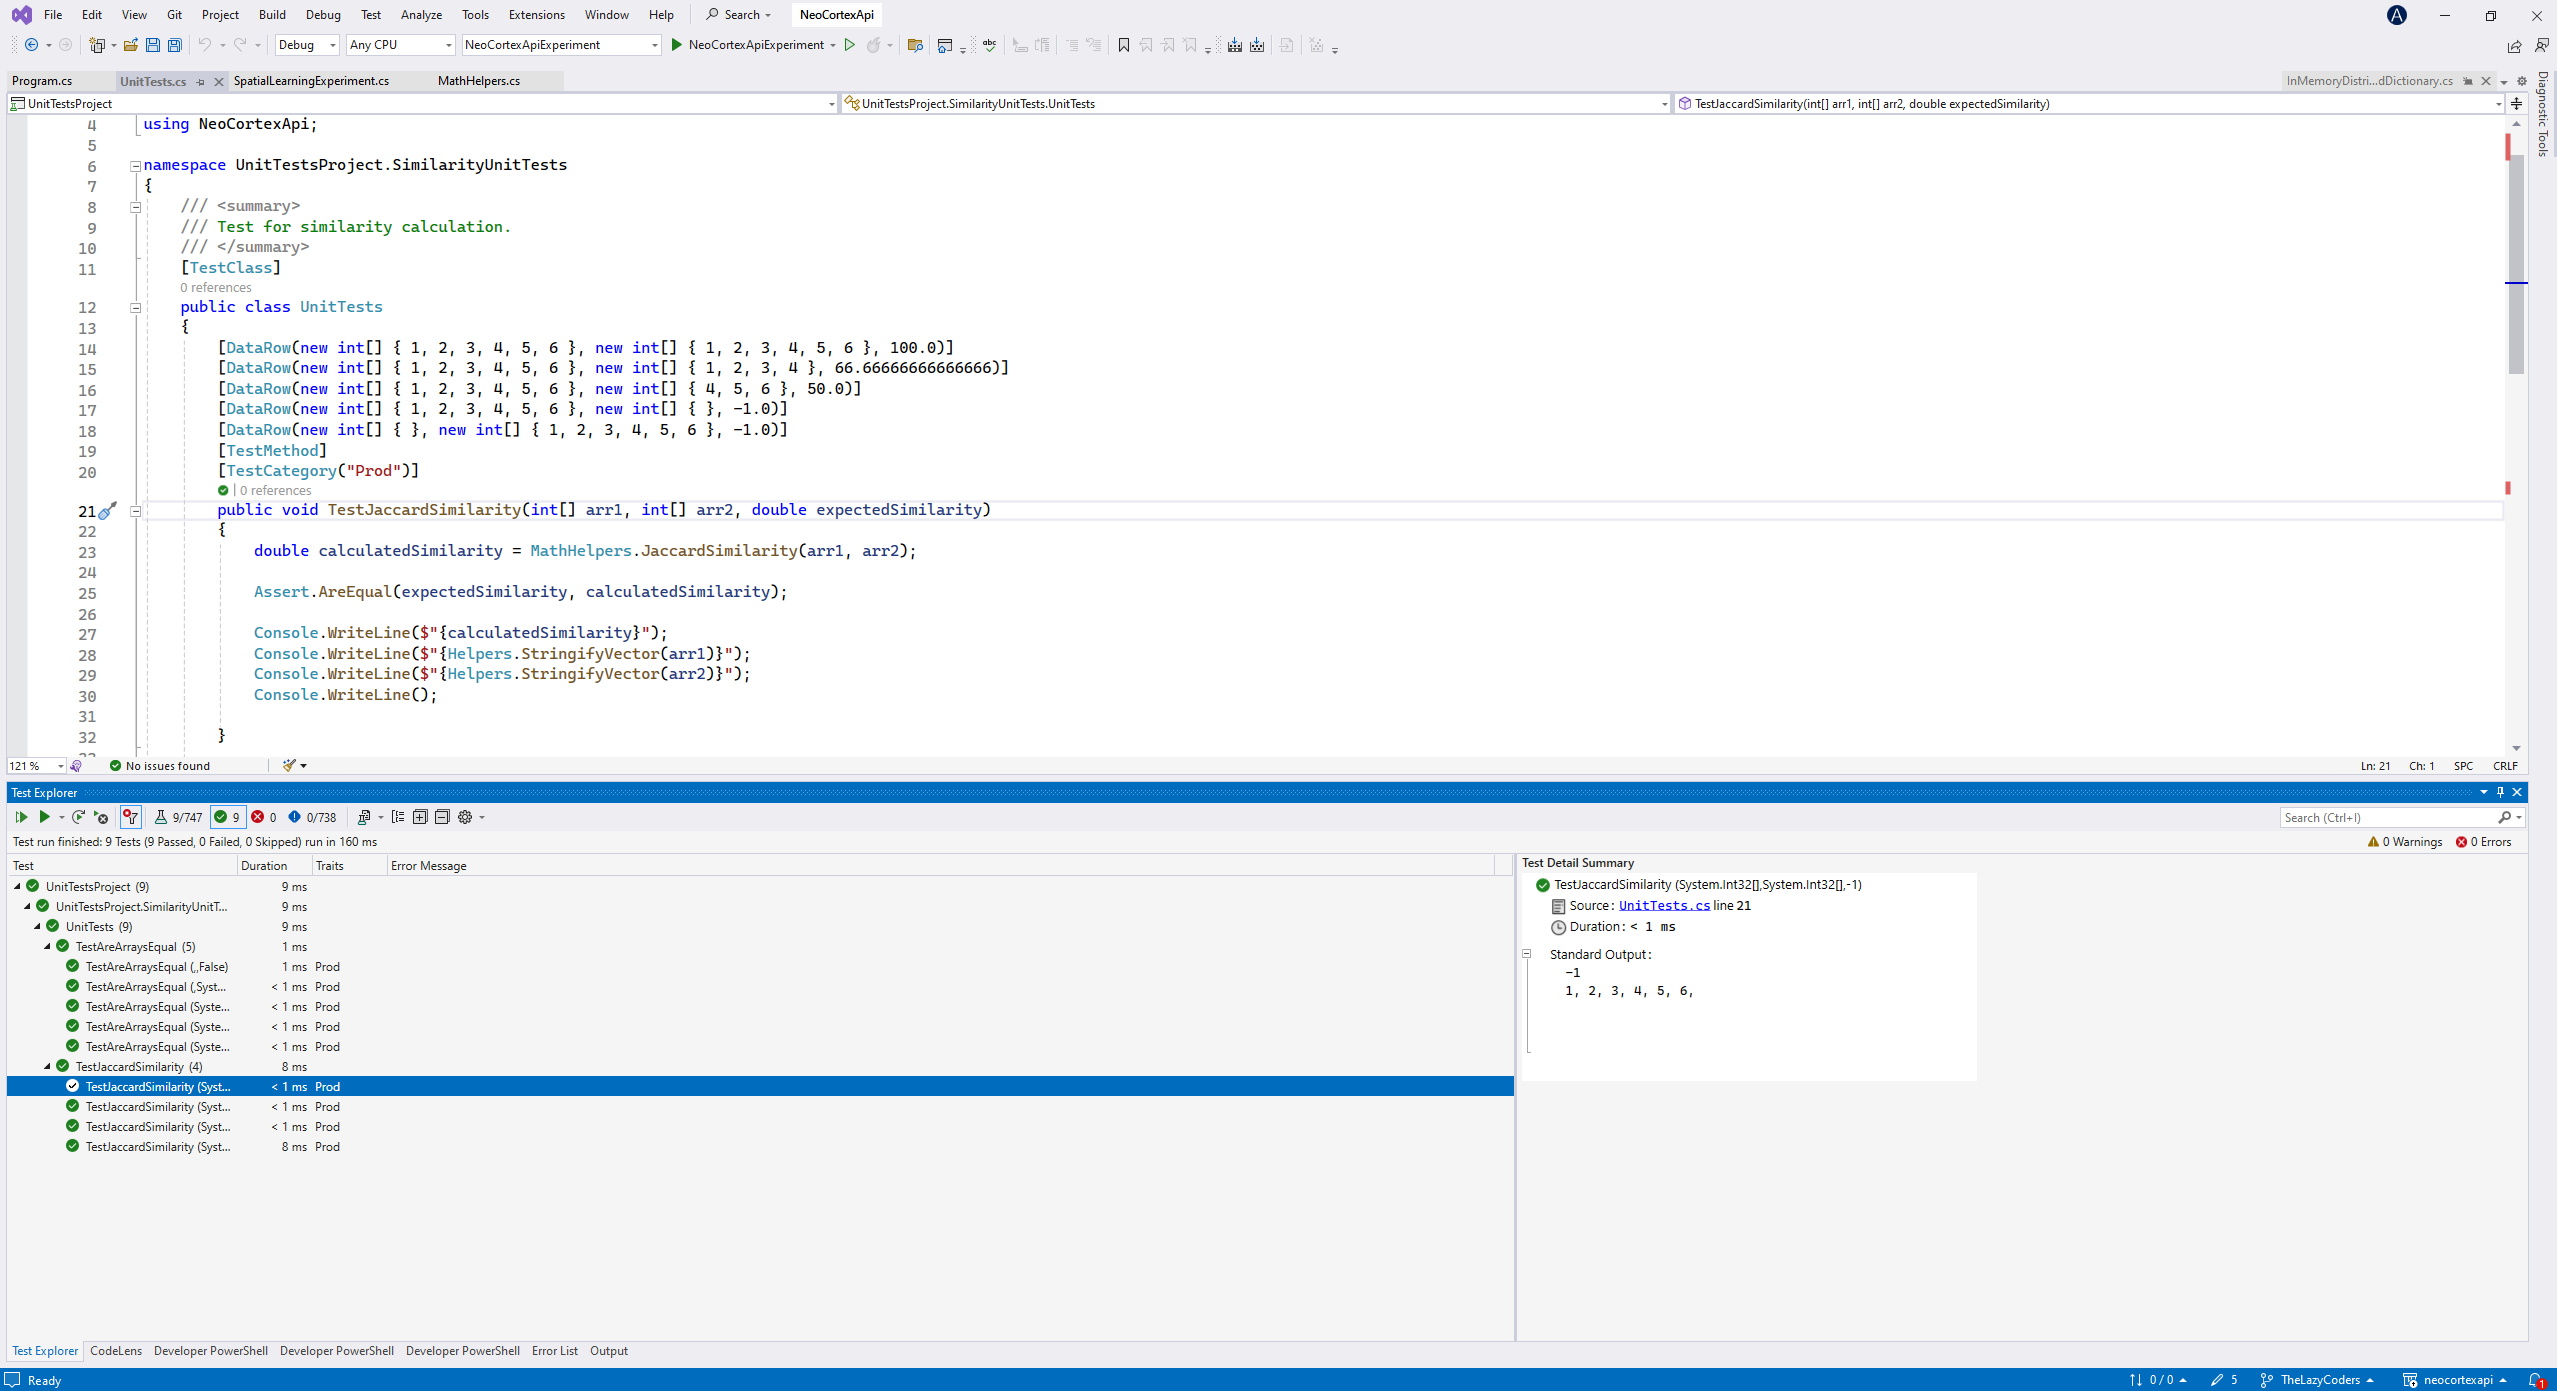 File Edit View Git Project Build Debug Test Analyze Tools Extensions Window Help Search NeoCortexApi
Debug Any CPU NeoCortexApiExperiment NeoCortexApiExperiment
Program.cs UnitTests.cs SpatialLearningExperiment.cs MathHelpers.cs InMemoryDistri...dDictionary.cs
UnitTestsProject UnitTestsProject.SimilarityUnitTests.UnitTests TestJaccardSimilarity(int[] arr1, int[] arr2, double expectedSimilarity)
Diagnostic Tools
4 using NeoCortexApi;
5
6 namespace UnitTestsProject.SimilarityUnitTests
7 {
8 /// <summary>
9 /// Test for similarity calculation.
10 /// </summary>
11 [TestClass]
0 references
12 public class UnitTests
13 {
14 [DataRow(new int[] { 1, 2, 3, 4, 5, 6 }, new int[] { 1, 2, 3, 4, 5, 6 }, 100.0)]
15 [DataRow(new int[] { 1, 2, 3, 4, 5, 6 }, new int[] { 1, 2, 3, 4 }, 66.66666666666666)]
16 [DataRow(new int[] { 1, 2, 3, 4, 5, 6 }, new int[] { 4, 5, 6 }, 50.0)]
17 [DataRow(new int[] { 1, 2, 3, 4, 5, 6 }, new int[] { }, -1.0)]
18 [DataRow(new int[] { }, new int[] { 1, 2, 3, 4, 5, 6 }, -1.0)]
19 [TestMethod]
20 [TestCategory("Prod")]
| 0 references
21 public void TestJaccardSimilarity(int[] arr1, int[] arr2, double expectedSimilarity)
22 {
23 double calculatedSimilarity = MathHelpers.JaccardSimilarity(arr1, arr2);
24
25 Assert.AreEqual(expectedSimilarity, calculatedSimilarity);
26
27 Console.WriteLine($"{calculatedSimilarity}");
28 Console.WriteLine($"{Helpers.StringifyVector(arr1)}");
29 Console.WriteLine($"{Helpers.StringifyVector(arr2)}");
30 Console.WriteLine();
31
32 }
121 % No issues found Ln: 21 Ch: 1 SPC CRLF
Test Explorer
9/747 9 0 0/738 Search (Ctrl+I)
Test run finished: 9 Tests (9 Passed, 0 Failed, 0 Skipped) run in 160 ms 0 Warnings 0 Errors
Test Duration Traits Error Message
UnitTestsProject (9) 9 ms
UnitTestsProject.SimilarityUnitT... 9 ms
UnitTests (9) 9 ms
TestAreArraysEqual (5) 1 ms
TestAreArraysEqual (,,False) 1 ms Prod
TestAreArraysEqual (,Syst... < 1 ms Prod
TestAreArraysEqual (Syste... < 1 ms Prod
TestAreArraysEqual (Syste... < 1 ms Prod
TestAreArraysEqual (Syste... < 1 ms Prod
TestJaccardSimilarity (4) 8 ms
TestJaccardSimilarity (Syst... < 1 ms Prod
TestJaccardSimilarity (Syst... < 1 ms Prod
TestJaccardSimilarity (Syst... < 1 ms Prod
TestJaccardSimilarity (Syst... 8 ms Prod
Test Detail Summary
TestJaccardSimilarity (System.Int32[],System.Int32[],-1)
Source: UnitTests.cs line 21
Duration: < 1 ms
Standard Output:
-1
1, 2, 3, 4, 5, 6,
Test Explorer CodeLens Developer PowerShell Developer PowerShell Developer PowerShell Error List Output
Ready 0 / 0 5 TheLazyCoders neocortexapi 1